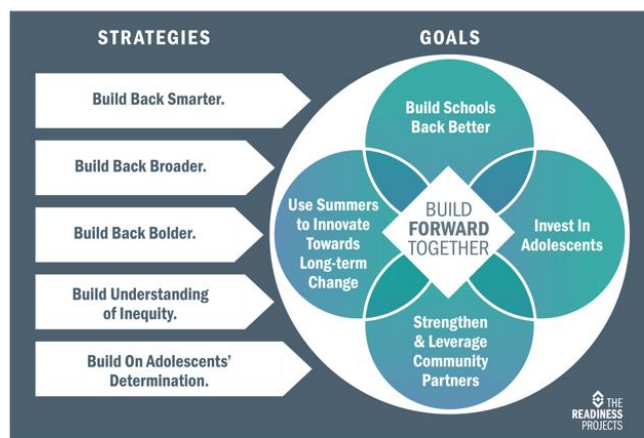 STRATEGIES
Build Back Smarter.
Build Back Broader.
Build Back Bolder.
Build Understanding
of Inequity.
Build On Adolescents'
Determination.
GOALS
Build Schools
Back Better
Use Summers
to Innovate
Towards
Long-term
Change
BUILD
FORWARD
TOGETHER
Invest In
Adolescents
Strengthen
& Leverage
Community
Partners
THE
READINESS
PROJECTS